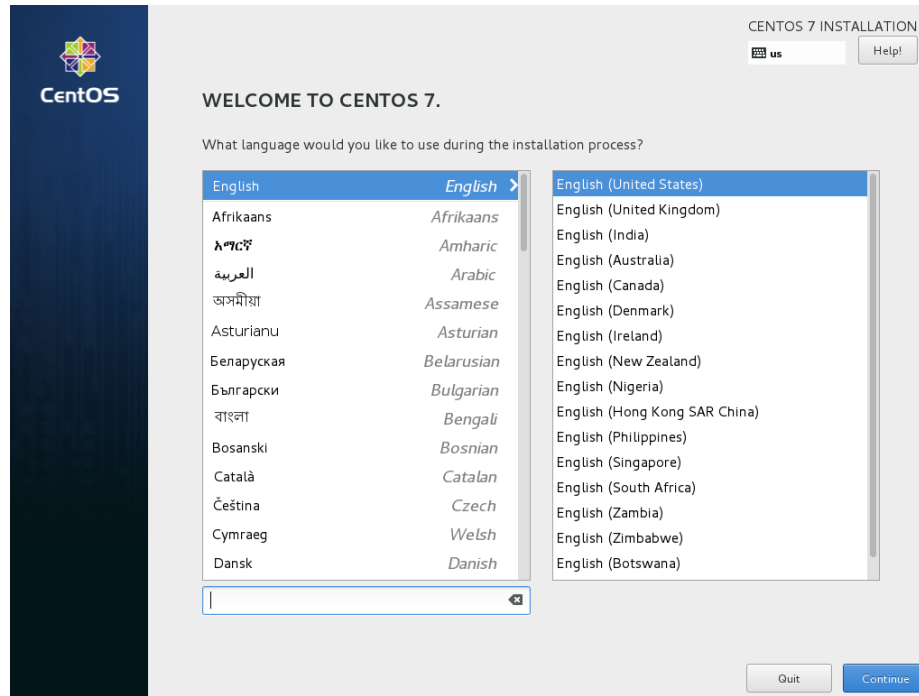 CentOS
CENTOS 7 INSTALLATION
us
Help!
WELCOME TO CENTOS 7.
What language would you like to use during the installation process?
English English
Afrikaans Afrikaans
አማርኛ Amharic
العربية Arabic
অসমীয়া Assamese
Asturianu Asturian
Беларуская Belarusian
Български Bulgarian
বাংলা Bengali
Bosanski Bosnian
Català Catalan
Čeština Czech
Cymraeg Welsh
Dansk Danish
English (United States)
English (United Kingdom)
English (India)
English (Australia)
English (Canada)
English (Denmark)
English (Ireland)
English (New Zealand)
English (Nigeria)
English (Hong Kong SAR China)
English (Philippines)
English (Singapore)
English (South Africa)
English (Zambia)
English (Zimbabwe)
English (Botswana)
Quit
Continue